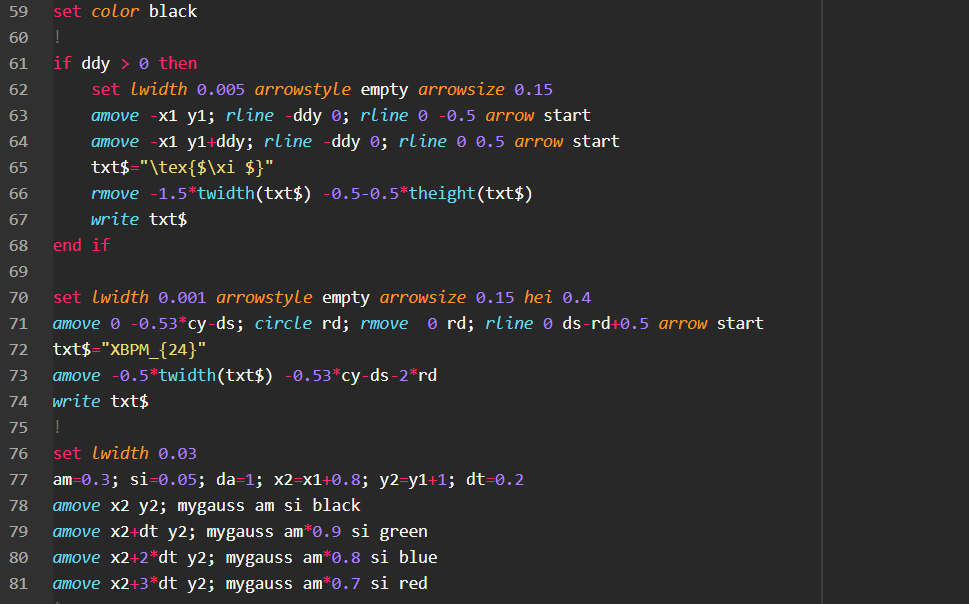 59 set color black
60 !
61 if ddy > 0 then
62 set lwidth 0.005 arrowstyle empty arrowsize 0.15
63 amove -x1 y1; rline -ddy 0; rline 0 -0.5 arrow start
64 amove -x1 y1+ddy; rline -ddy 0; rline 0 0.5 arrow start
65 txt$="\tex{$\xi $}"
66 rmove -1.5*twidth(txt$) -0.5-0.5*theight(txt$)
67 write txt$
68 end if
69
70 set lwidth 0.001 arrowstyle empty arrowsize 0.15 hei 0.4
71 amove 0 -0.53*cy-ds; circle rd; rmove  0 rd; rline 0 ds-rd+0.5 arrow start
72 txt$="XBPM_{24}"
73 amove -0.5*twidth(txt$) -0.53*cy-ds-2*rd
74 write txt$
75 !
76 set lwidth 0.03
77 am=0.3; si=0.05; da=1; x2=x1+0.8; y2=y1+1; dt=0.2
78 amove x2 y2; mygauss am si black
79 amove x2+dt y2; mygauss am*0.9 si green
80 amove x2+2*dt y2; mygauss am*0.8 si blue
81 amove x2+3*dt y2; mygauss am*0.7 si red